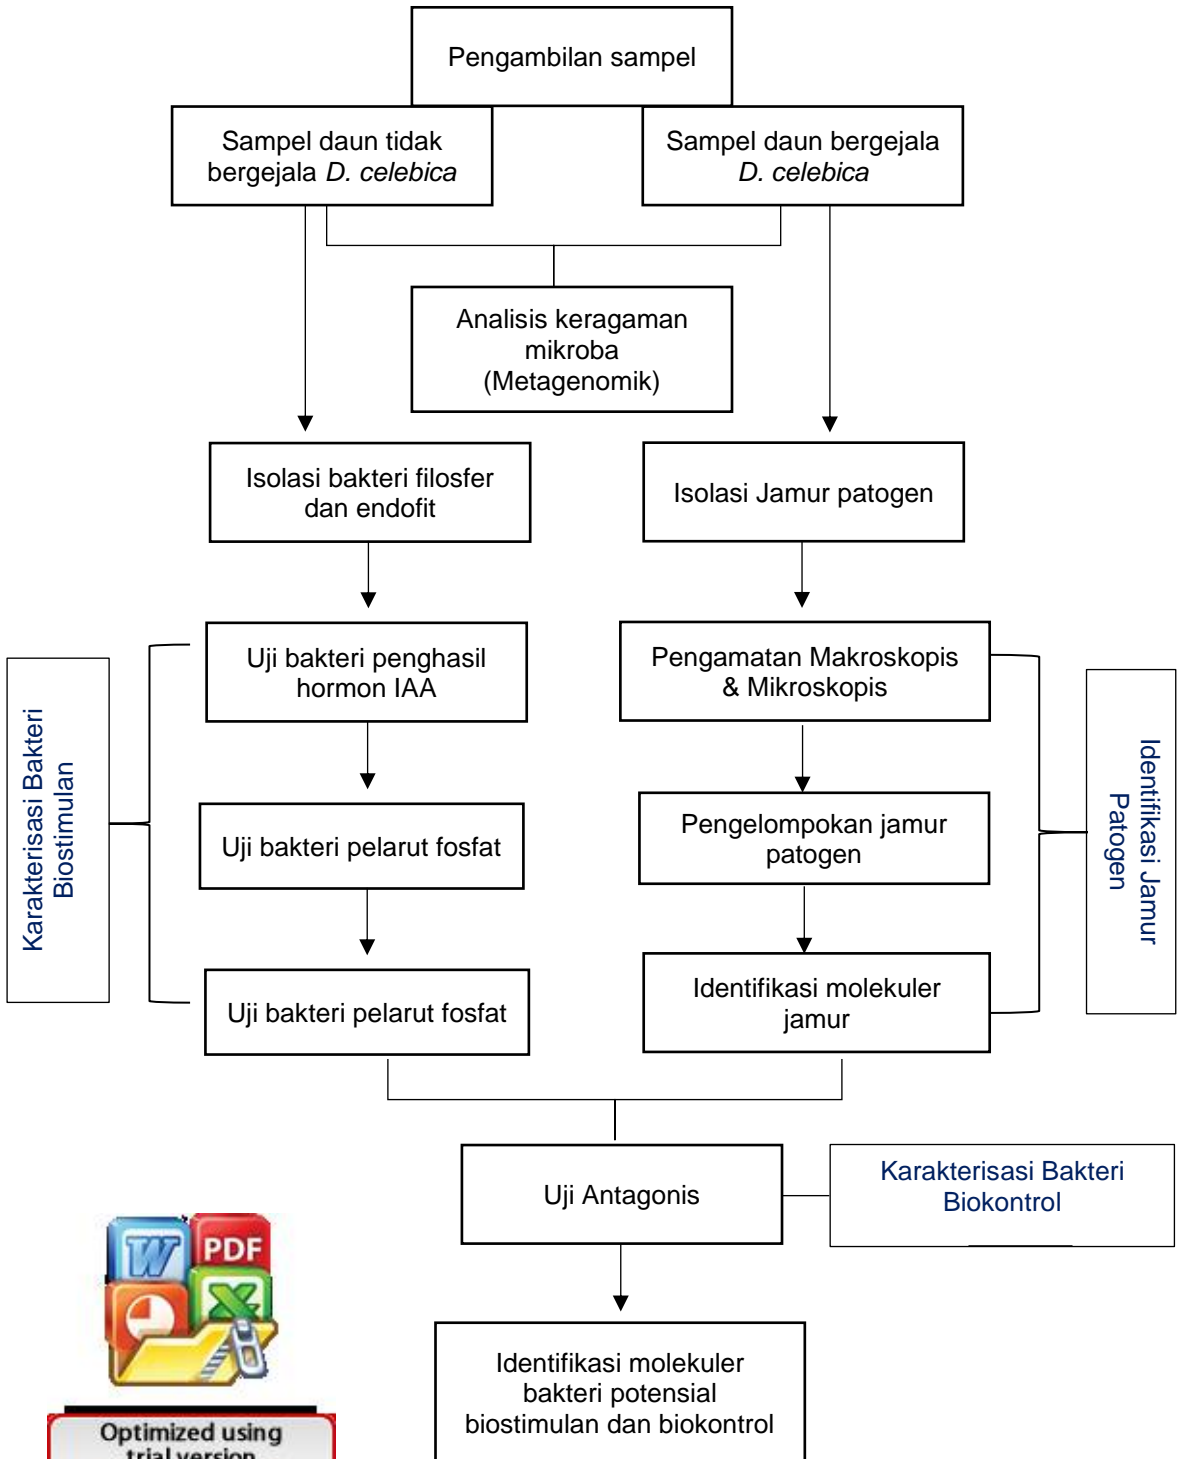 Pengambilan sampel
Sampel daun tidak
bergejala D. celebica
Sampel daun bergejala
D. celebica
Analisis keragaman
mikroba
(Metagenomik)
Isolasi bakteri filosfer
dan endofit
Isolasi Jamur patogen
Karakterisasi Bakteri
Biostimulan
Uji bakteri penghasil
hormon IAA
Pengamatan Makroskopis
& Mikroskopis
Identifikasi Jamur
Patogen
Uji bakteri pelarut fosfat
Pengelompokan jamur
patogen
Uji bakteri pelarut fosfat
Identifikasi molekuler
jamur
Uji Antagonis
Karakterisasi Bakteri
Biokontrol
Identifikasi molekuler
bakteri potensial
biostimulan dan biokontrol
W
PDF
X
Optimized using
trial version